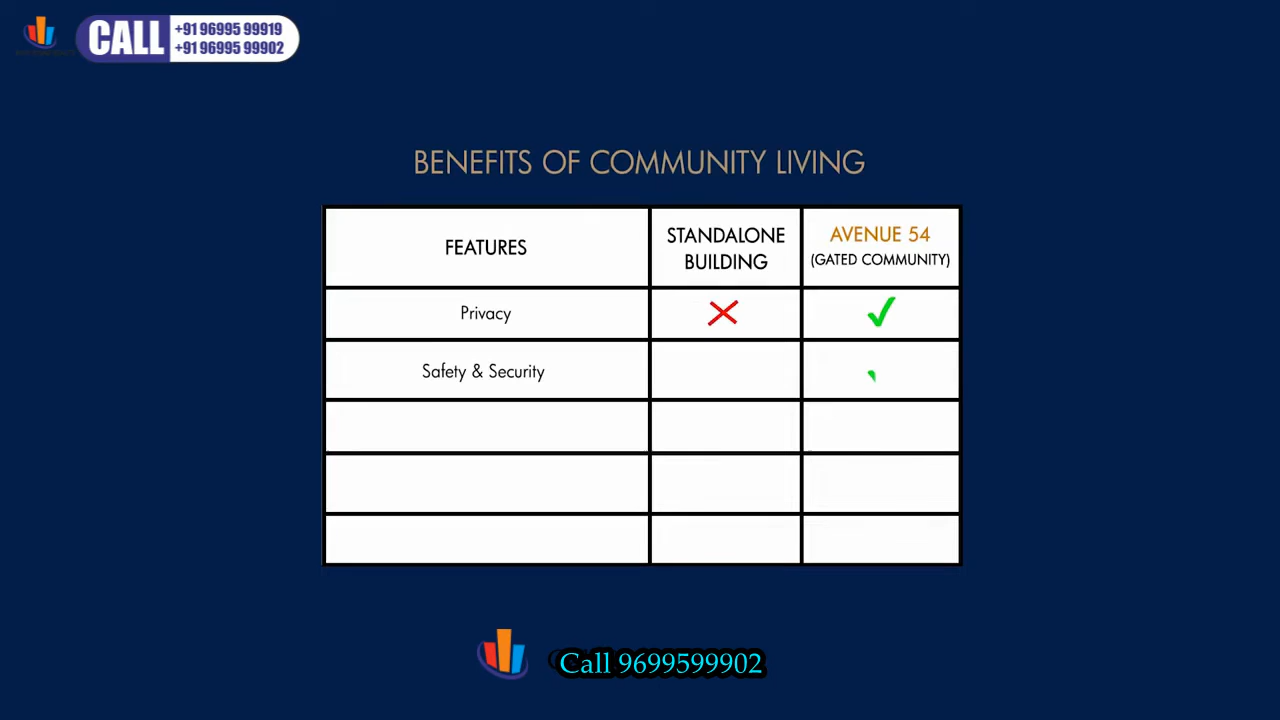 CALL
+91 96995 99919
+91 96995 99902
BENEFITS OF COMMUNITY LIVING
FEATURES
STANDALONE
BUILDING
AVENUE 54
(GATED COMMUNITY)
Privacy
Safety & Security
Call 9699599902